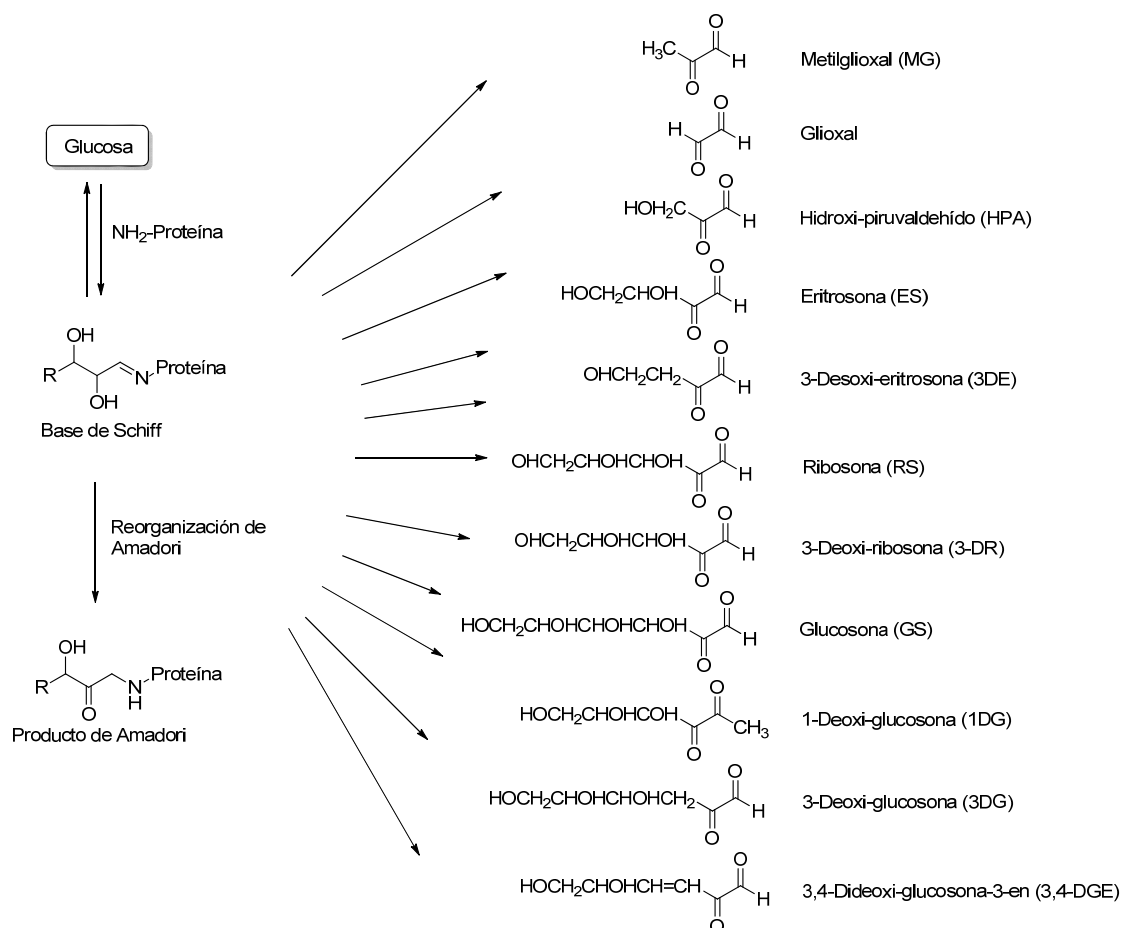 Glucosa
NH2-Proteína
OH
R
N
Proteína
OH
Base de Schiff
Reorganización de
Amadori
OH
R
O
N
H
Proteína
Producto de Amadori
O
H3C
H
O
Metilglioxal (MG)
O
H
H
O
Glioxal
O
HOH2C
H
O
Hidroxi-piruvaldehído (HPA)
O
HOCH2CHOH
H
O
Eritrosona (ES)
O
OHCH2CH2
H
O
3-Desoxi-eritrosona (3DE)
O
OHCH2CHOHCHOH
H
O
Ribosona (RS)
O
OHCH2CHOHCHOH
H
O
3-Deoxi-ribosona (3-DR)
O
HOCH2CHOHCHOHCHOH
H
O
Glucosona (GS)
O
HOCH2CHOHCOH
CH3
O
1-Deoxi-glucosona (1DG)
O
HOCH2CHOHCHOHCH2
H
O
3-Deoxi-glucosona (3DG)
O
HOCH2CHOHCH=CH
H
O
3,4-Dideoxi-glucosona-3-en (3,4-DGE)